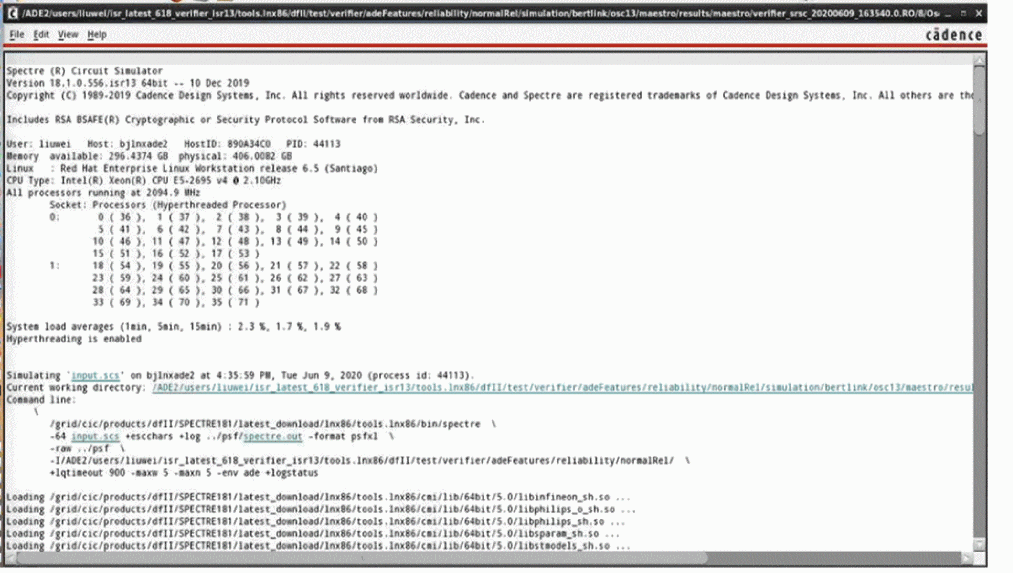 /ADE2/users/liuwei/isr_latest_618_verifier_isr13/tools.lnx86/dfII/test/verifier/adeFeatures/reliability/normalRel/simulation/bertlink/osc13/maestro/results/maestro/verifier_srsc_20200609_163540.0.RO/8/Os
File Edit View Help
cādence
Spectre (R) Circuit Simulator
Version 18.1.0.556.isr13 64bit -- 10 Dec 2019
Copyright (C) 1989-2019 Cadence Design Systems, Inc. All rights reserved worldwide. Cadence and Spectre are registered trademarks of Cadence Design Systems, Inc. All others are the
Includes RSA BSAFE(R) Cryptographic or Security Protocol Software from RSA Security, Inc.
User: liuwei Host: bjlnxade2 HostID: 890A34C0 PID: 44113
Memory available: 296.4374 GB physical: 406.0082 GB
Linux : Red Hat Enterprise Linux Workstation release 6.5 (Santiago)
CPU Type: Intel(R) Xeon(R) CPU E5-2695 v4 @ 2.10GHz
All processors running at 2094.9 MHz
Socket: Processors (Hyperthreaded Processor)
0: 0 ( 36 ), 1 ( 37 ), 2 ( 38 ), 3 ( 39 ), 4 ( 40 )
5 ( 41 ), 6 ( 42 ), 7 ( 43 ), 8 ( 44 ), 9 ( 45 )
10 ( 46 ), 11 ( 47 ), 12 ( 48 ), 13 ( 49 ), 14 ( 50 )
15 ( 51 ), 16 ( 52 ), 17 ( 53 )
1: 18 ( 54 ), 19 ( 55 ), 20 ( 56 ), 21 ( 57 ), 22 ( 58 )
23 ( 59 ), 24 ( 60 ), 25 ( 61 ), 26 ( 62 ), 27 ( 63 )
28 ( 64 ), 29 ( 65 ), 30 ( 66 ), 31 ( 67 ), 32 ( 68 )
33 ( 69 ), 34 ( 70 ), 35 ( 71 )
System load averages (1min, 5min, 15min) : 2.3 %, 1.7 %, 1.9 %
Hyperthreading is enabled
Simulating `input.scs' on bjlnxade2 at 4:35:59 PM, Tue Jun 9, 2020 (process id: 44113).
Current working directory: /ADE2/users/liuwei/isr_latest_618_verifier_isr13/tools.lnx86/dfII/test/verifier/adeFeatures/reliability/normalRel/simulation/bertlink/osc13/maestro/resul
Command line:
\
/grid/cic/products/dfII/SPECTRE181/latest_download/lnx86/tools.lnx86/bin/spectre \
-64 input.scs +escchars +log ../psf/spectre.out -format psfxl \
-raw ../psf \
-I/ADE2/users/liuwei/isr_latest_618_verifier_isr13/tools.lnx86/dfII/test/verifier/adeFeatures/reliability/normalRel/ \
+lqtimeout 900 -maxw 5 -maxn 5 -env ade +logstatus
Loading /grid/cic/products/dfII/SPECTRE181/latest_download/lnx86/tools.lnx86/cmi/lib/64bit/5.0/libinfineon_sh.so ...
Loading /grid/cic/products/dfII/SPECTRE181/latest_download/lnx86/tools.lnx86/cmi/lib/64bit/5.0/libphilips_o_sh.so ...
Loading /grid/cic/products/dfII/SPECTRE181/latest_download/lnx86/tools.lnx86/cmi/lib/64bit/5.0/libphilips_sh.so ...
Loading /grid/cic/products/dfII/SPECTRE181/latest_download/lnx86/tools.lnx86/cmi/lib/64bit/5.0/libsparam_sh.so ...
Loading /grid/cic/products/dfII/SPECTRE181/latest_download/lnx86/tools.lnx86/cmi/lib/64bit/5.0/libstmodels_sh.so ...